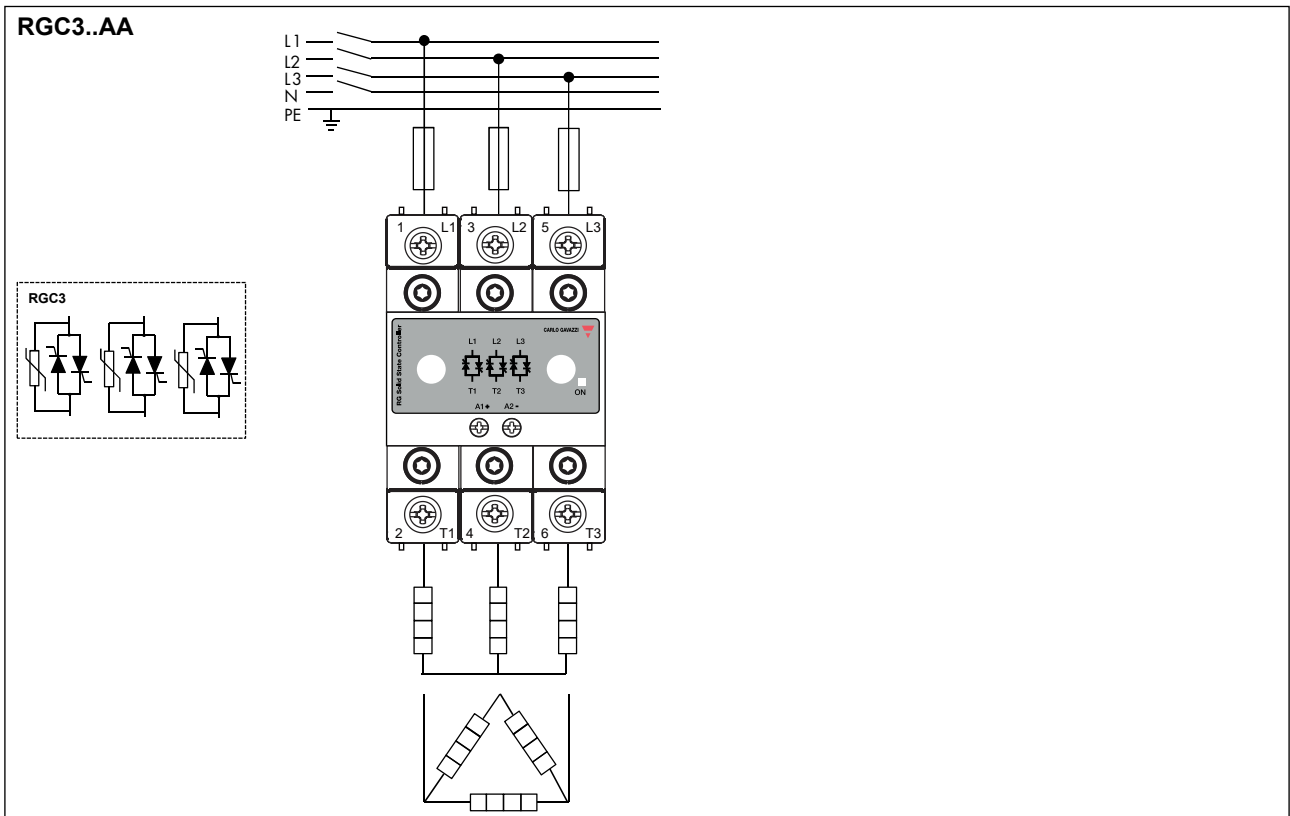 RGC3..AA
L1
L2
L3
N
PE
1 L1 3 L2 5 L3
RGC3
RG Solid State Controller
CARLO GAVAZZI
L1 L2 L3
T1 T2 T3
ON
A1+ A2-
2 T1 4 T2 6 T3